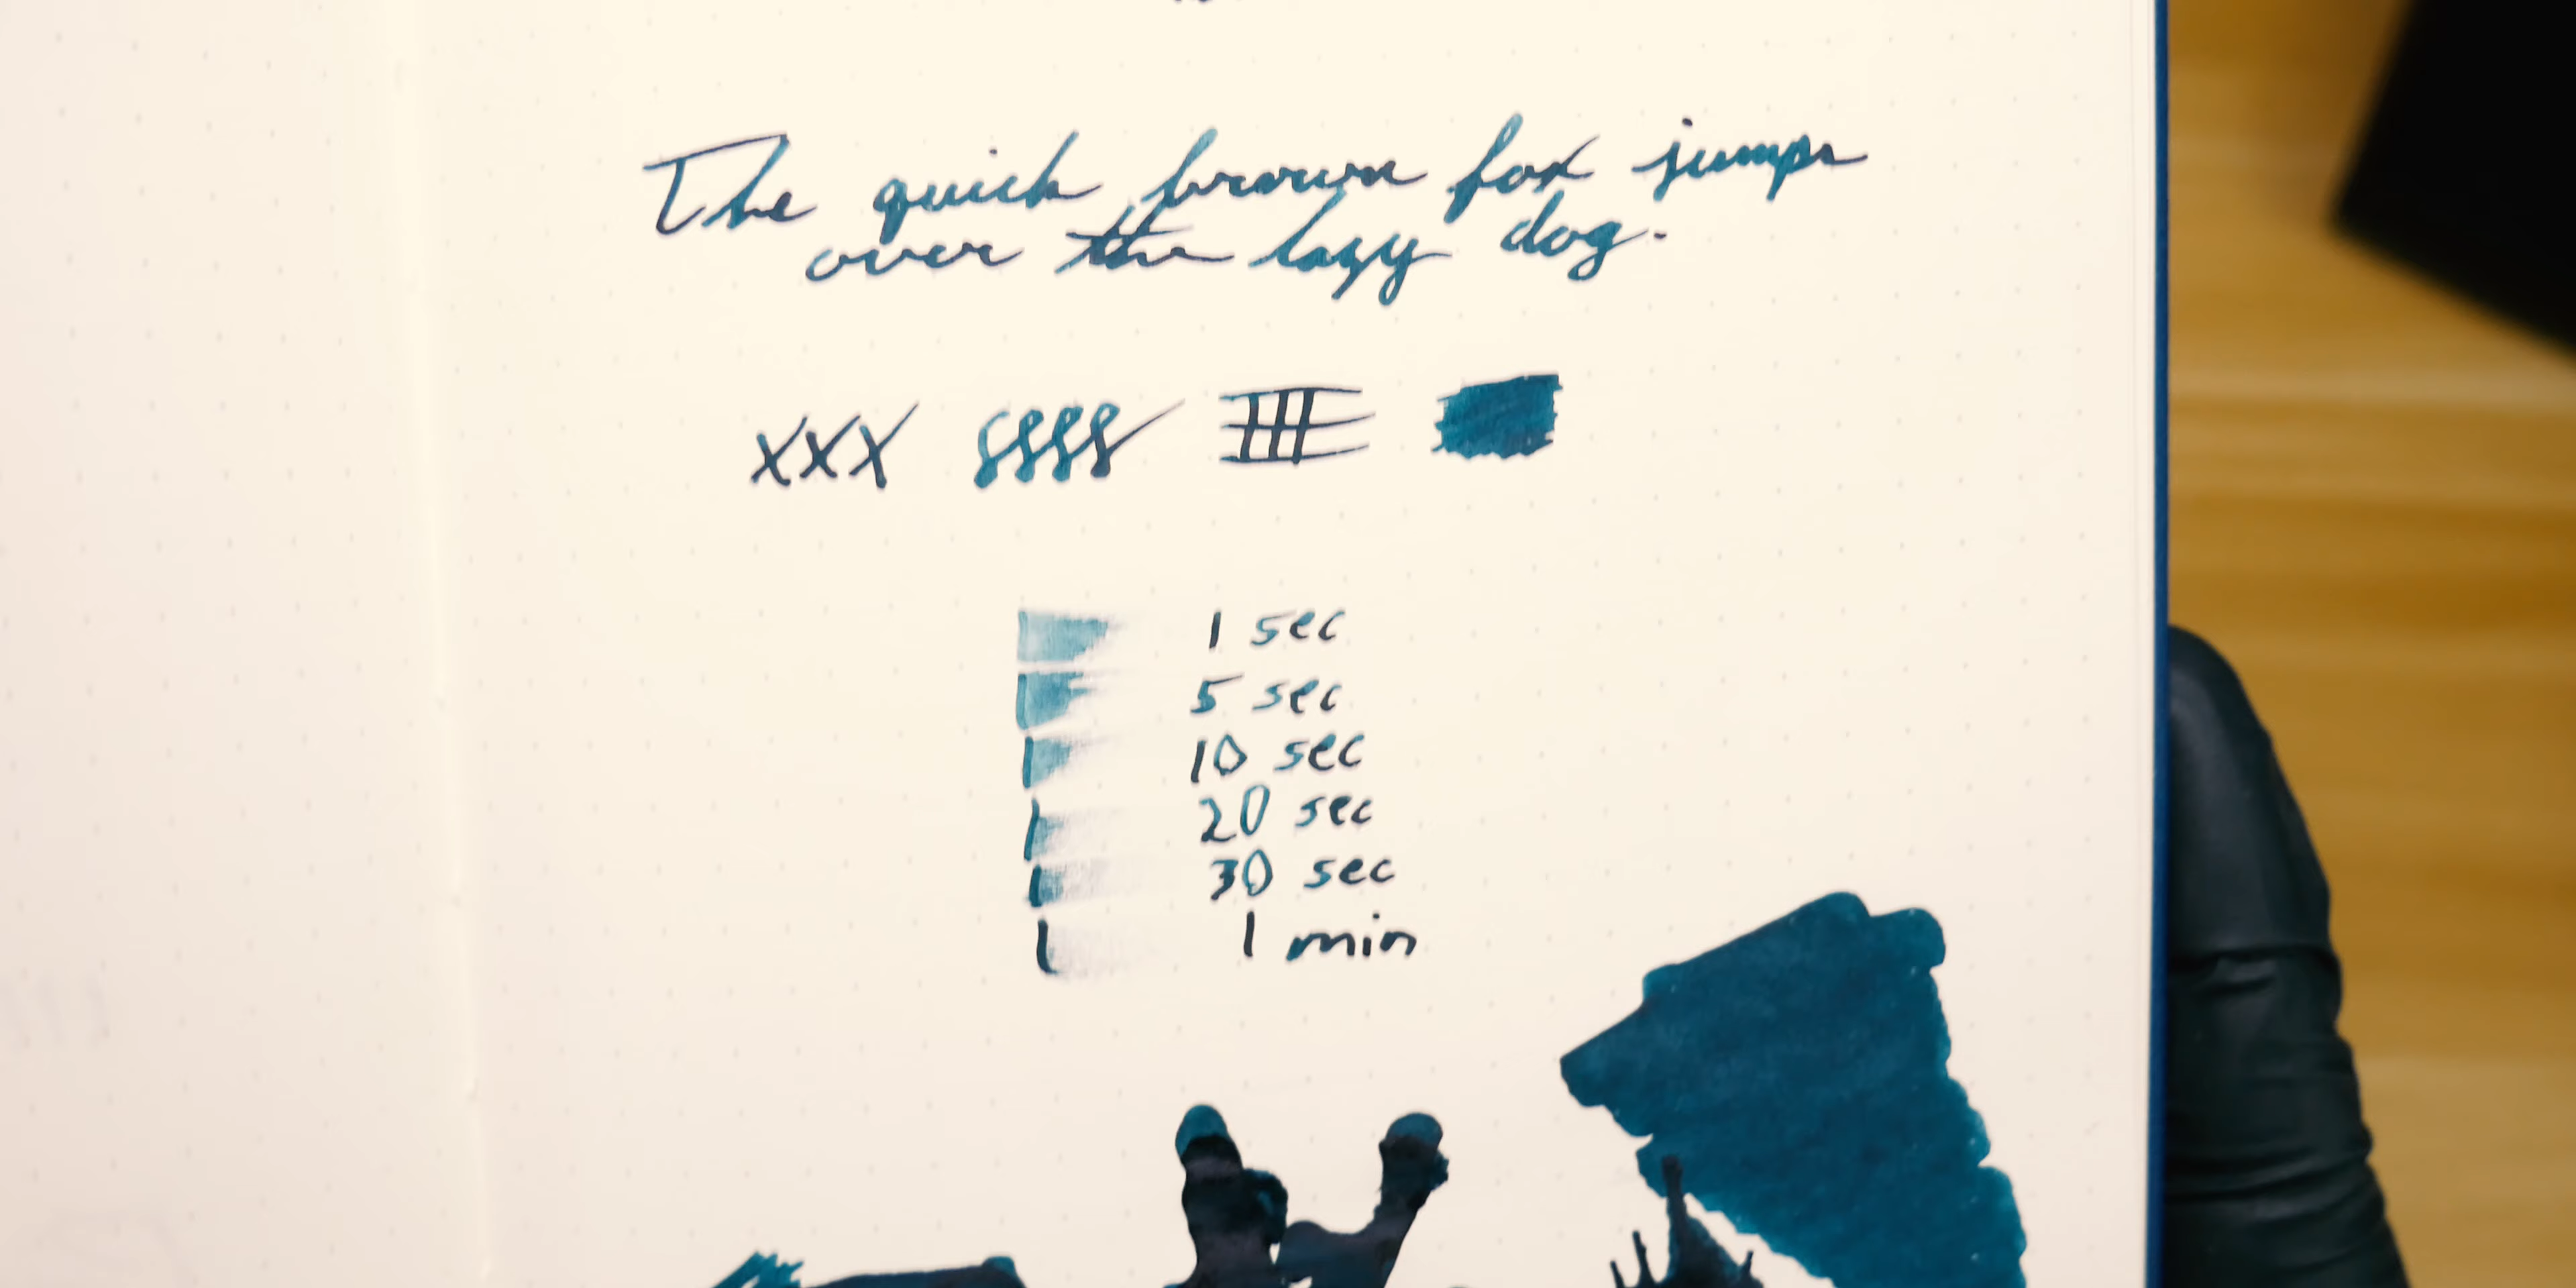 The quick brown fox jumps
over the lazy dog.
xxx
1 sec
5 sec
10 sec
20 sec
30 sec
1 min